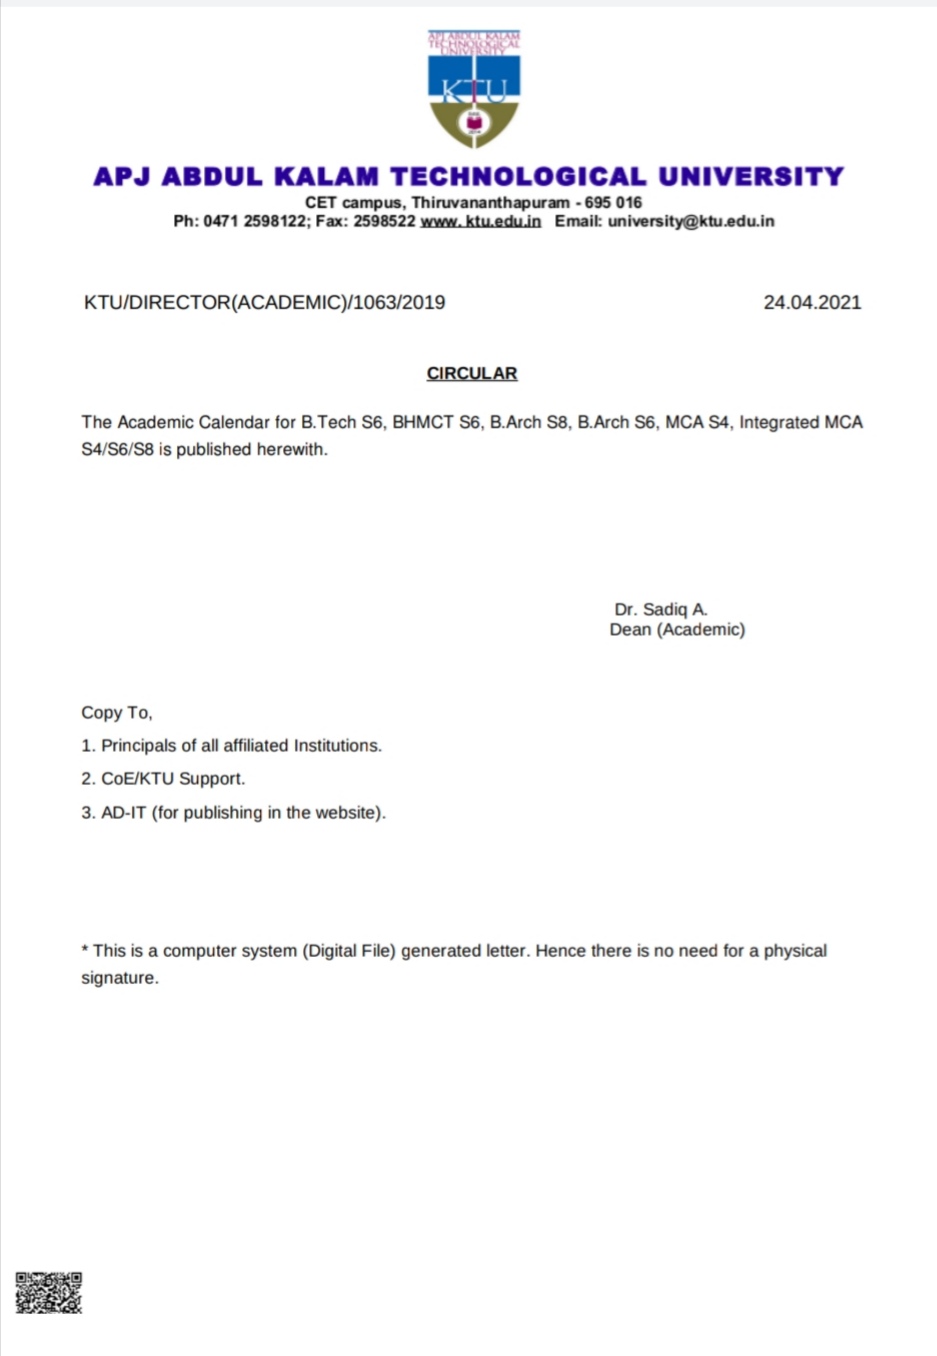 APJ ABDUL KALAM
TECHNOLOGICAL
UNIVERSITY
KTU
APJ ABDUL KALAM TECHNOLOGICAL UNIVERSITY
CET campus, Thiruvananthapuram - 695 016
Ph: 0471 2598122; Fax: 2598522 www. ktu.edu.in Email: university@ktu.edu.in
KTU/DIRECTOR(ACADEMIC)/1063/2019 24.04.2021
CIRCULAR
The Academic Calendar for B.Tech S6, BHMCT S6, B.Arch S8, B.Arch S6, MCA S4, Integrated MCA
S4/S6/S8 is published herewith.
Dr. Sadiq A.
Dean (Academic)
Copy To,
1. Principals of all affiliated Institutions.
2. CoE/KTU Support.
3. AD-IT (for publishing in the website).
* This is a computer system (Digital File) generated letter. Hence there is no need for a physical
signature.